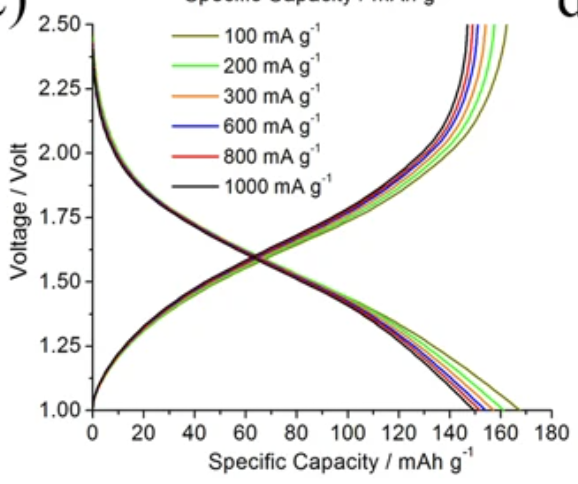 Specific Capacity / mAh g
c)
d
2.50
100 mA g⁻¹
200 mA g⁻¹
2.25
300 mA g⁻¹
600 mA g⁻¹
2.00
800 mA g⁻¹
1000 mA g⁻¹
Voltage / Volt
1.75
1.50
1.25
1.00
0 20 40 60 80 100 120 140 160 180
Specific Capacity / mAh g⁻¹